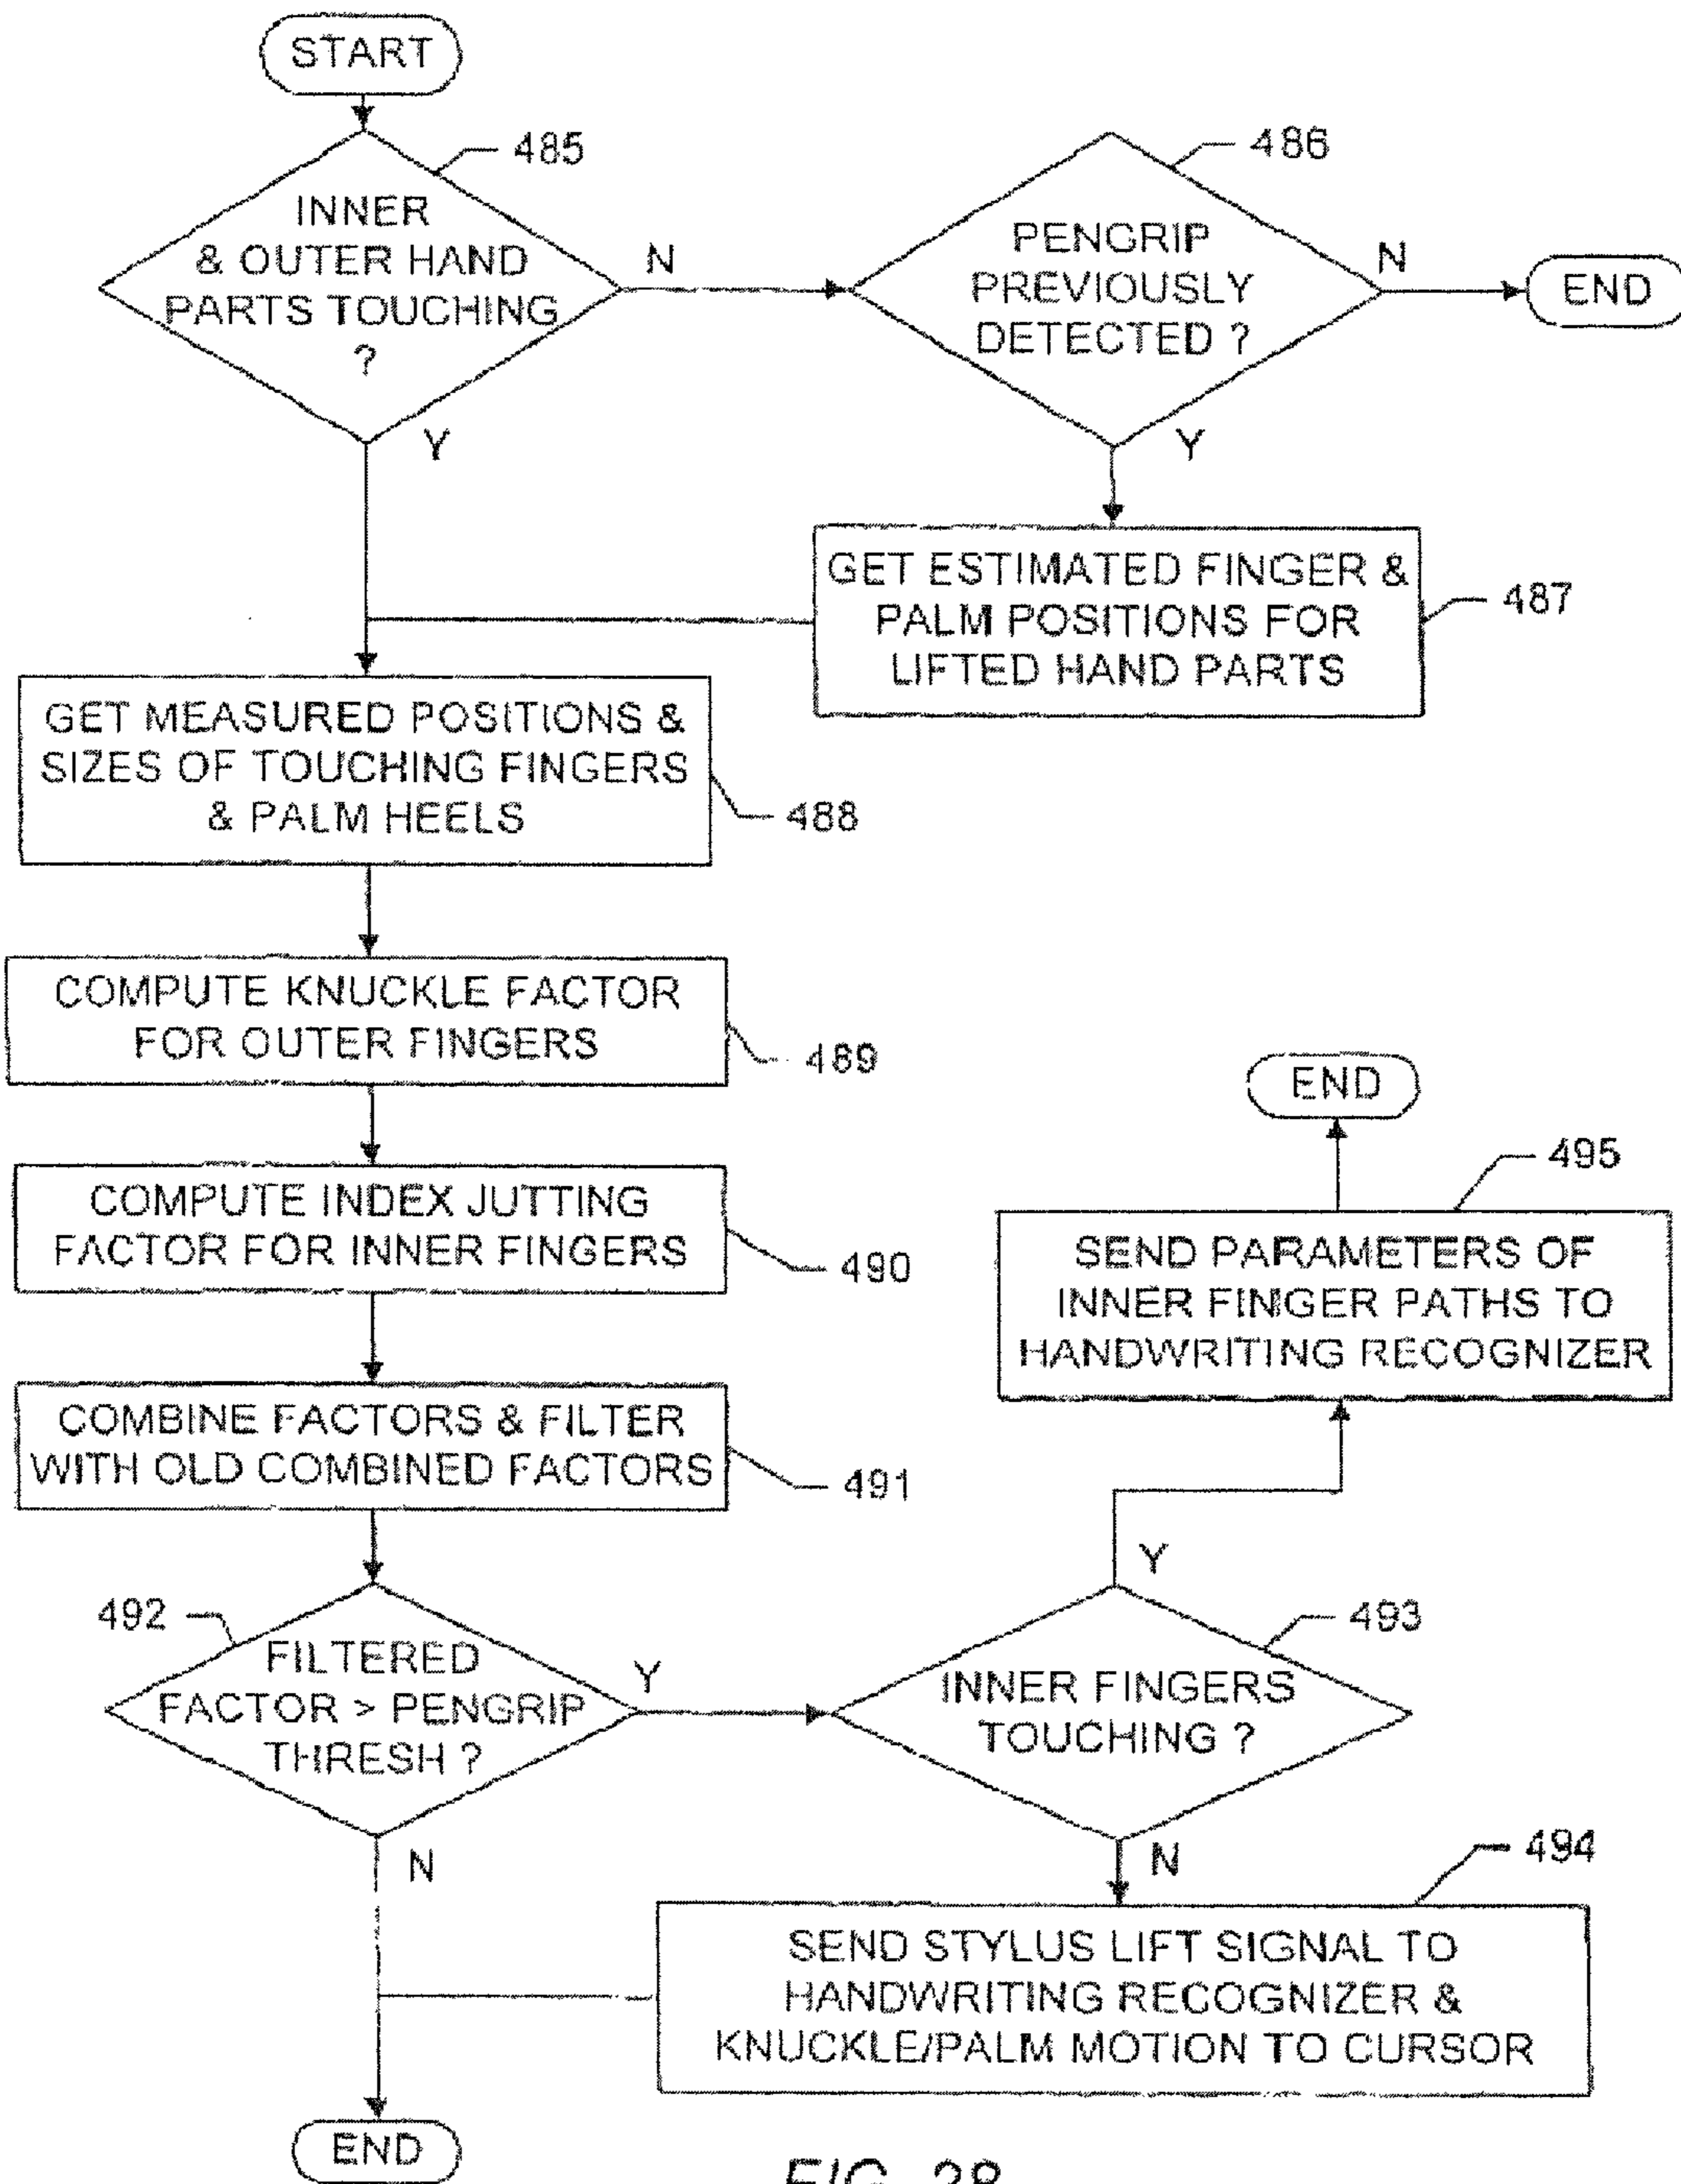 START
485
INNER
& OUTER HAND
PARTS TOUCHING
?
N
Y
486
PENGRIP
PREVIOUSLY
DETECTED ?
N
END
Y
GET ESTIMATED FINGER &
PALM POSITIONS FOR
LIFTED HAND PARTS
487
GET MEASURED POSITIONS &
SIZES OF TOUCHING FINGERS
& PALM HEELS
488
COMPUTE KNUCKLE FACTOR
FOR OUTER FINGERS
489
COMPUTE INDEX JUTTING
FACTOR FOR INNER FINGERS
490
COMBINE FACTORS & FILTER
WITH OLD COMBINED FACTORS
491
492
FILTERED
FACTOR > PENGRIP
THRESH ?
Y
N
493
INNER FINGERS
TOUCHING ?
Y
N
END
495
SEND PARAMETERS OF
INNER FINGER PATHS TO
HANDWRITING RECOGNIZER
494
SEND STYLUS LIFT SIGNAL TO
HANDWRITING RECOGNIZER &
KNUCKLE/PALM MOTION TO CURSOR
END
FIG. 38